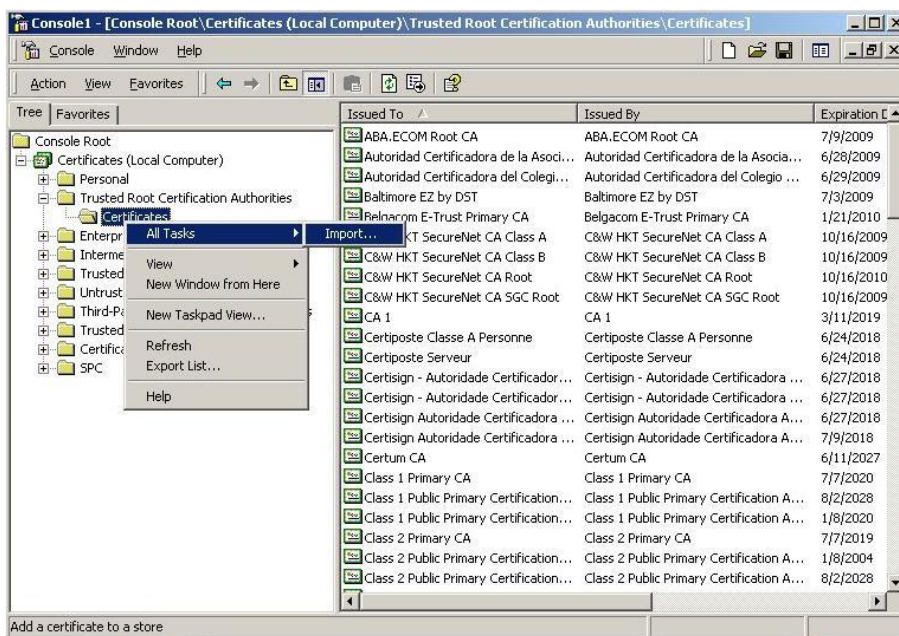 Console1 - [Console Root\Certificates (Local Computer)\Trusted Root Certification Authorities\Certificates]
Console Window Help
Action View Favorites
Tree Favorites
Console Root
Certificates (Local Computer)
Personal
Trusted Root Certification Authorities
Certificates
Enterpr
Interme
Trusted
Untrust
Third-Pa s
Trusted
Certifica
SPC
All Tasks
Import...
View
New Window from Here
New Taskpad View...
Refresh
Export List...
Help
Issued To Issued By Expiration D
ABA.ECOM Root CA ABA.ECOM Root CA 7/9/2009
Autoridad Certificadora de la Asoci... Autoridad Certificadora de la Asocia... 6/28/2009
Autoridad Certificadora del Colegi... Autoridad Certificadora del Colegio ... 6/29/2009
Baltimore EZ by DST Baltimore EZ by DST 7/3/2009
Belgacom E-Trust Primary CA Belgacom E-Trust Primary CA 1/21/2010
KT SecureNet CA Class A C&W HKT SecureNet CA Class A 10/16/2009
C&W HKT SecureNet CA Class B C&W HKT SecureNet CA Class B 10/16/2009
C&W HKT SecureNet CA Root C&W HKT SecureNet CA Root 10/16/2010
C&W HKT SecureNet CA SGC Root C&W HKT SecureNet CA SGC Root 10/16/2009
CA 1 CA 1 3/11/2019
Certiposte Classe A Personne Certiposte Classe A Personne 6/24/2018
Certiposte Serveur Certiposte Serveur 6/24/2018
Certisign - Autoridade Certificador... Certisign - Autoridade Certificadora ... 6/27/2018
Certisign - Autoridade Certificador... Certisign - Autoridade Certificadora ... 6/27/2018
Certisign Autoridade Certificadora ... Certisign Autoridade Certificadora A... 6/27/2018
Certisign Autoridade Certificadora ... Certisign Autoridade Certificadora A... 7/9/2018
Certum CA Certum CA 6/11/2027
Class 1 Primary CA Class 1 Primary CA 7/7/2020
Class 1 Public Primary Certification... Class 1 Public Primary Certification A... 8/2/2028
Class 1 Public Primary Certification... Class 1 Public Primary Certification A... 1/8/2020
Class 2 Primary CA Class 2 Primary CA 7/7/2019
Class 2 Public Primary Certification... Class 2 Public Primary Certification A... 1/8/2004
Class 2 Public Primary Certification... Class 2 Public Primary Certification A... 8/2/2028
Add a certificate to a store